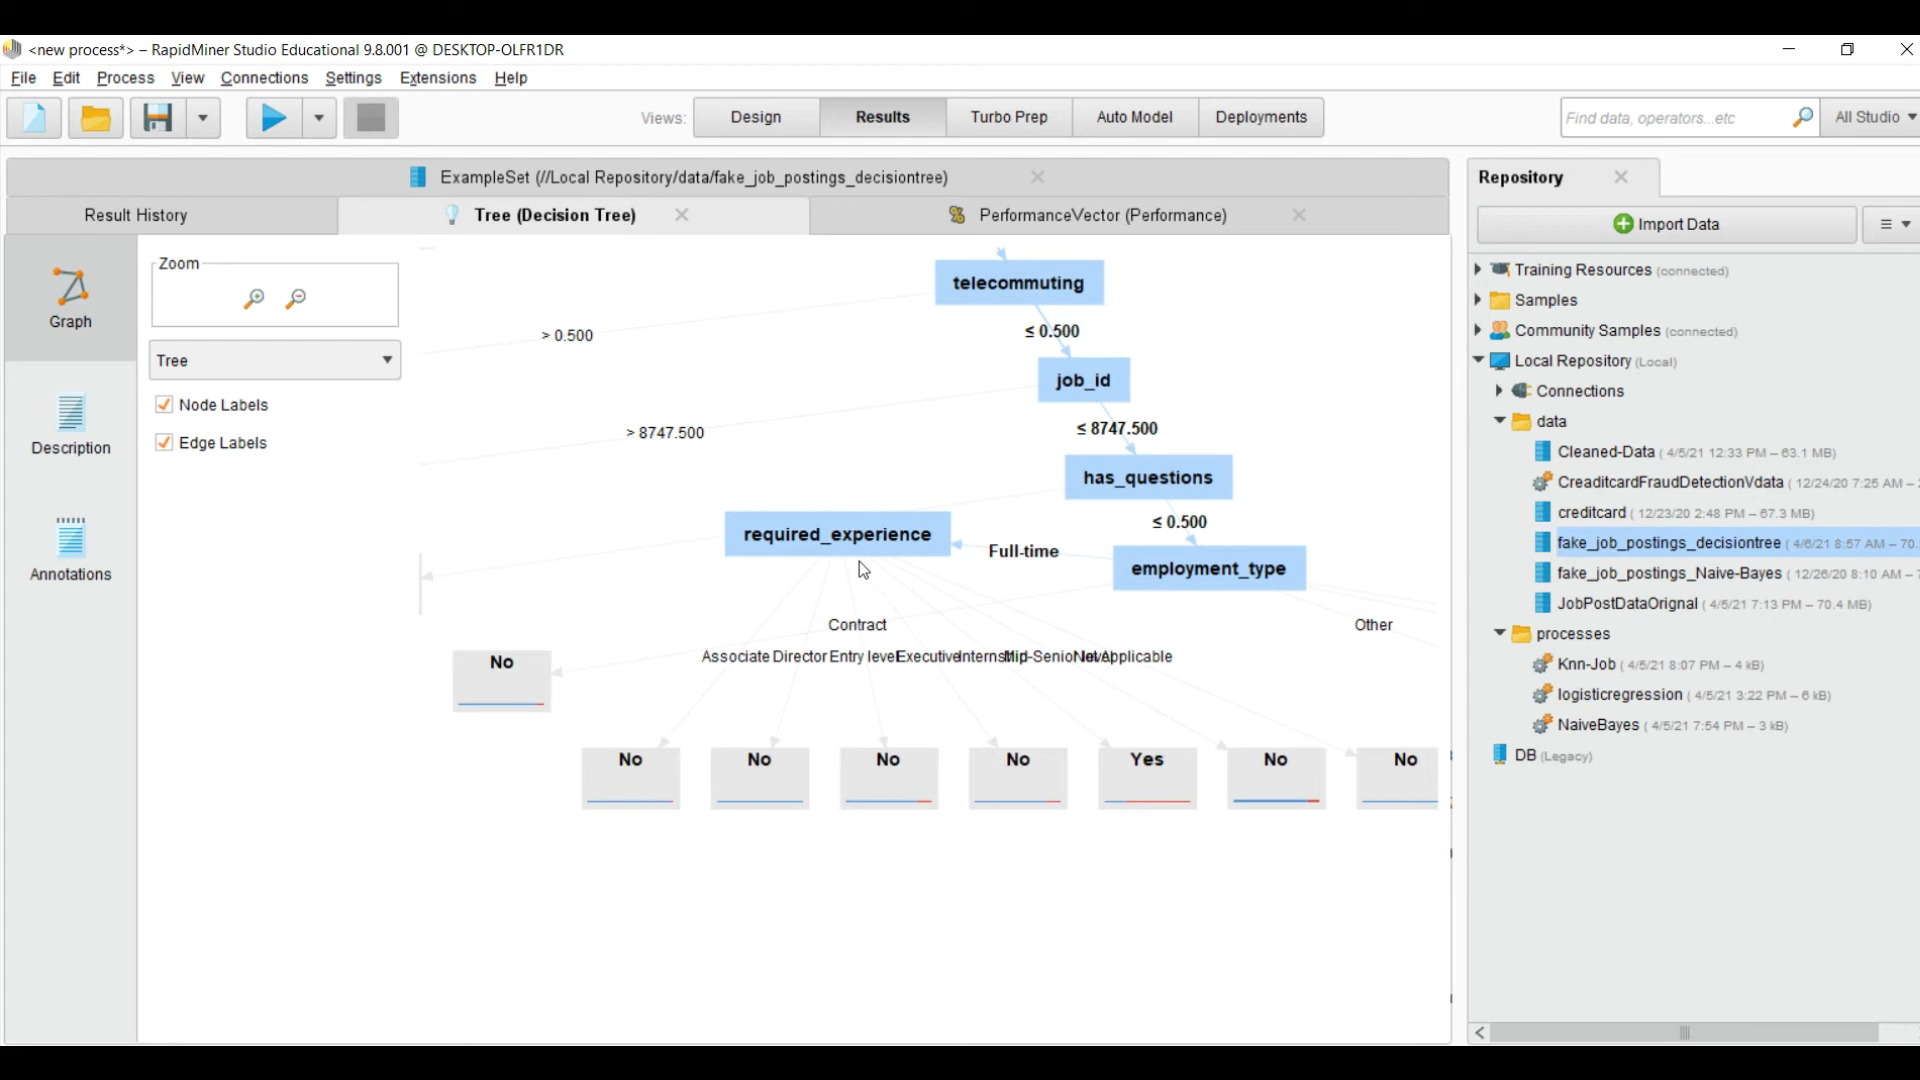 <new process*> – RapidMiner Studio Educational 9.8.001 @ DESKTOP-OLFR1DR
File Edit Process View Connections Settings Extensions Help
Views: Design Results Turbo Prep Auto Model Deployments
Find data, operators...etc
All Studio
ExampleSet (//Local Repository/data/fake_job_postings_decisiontree)
Result History
Tree (Decision Tree)
PerformanceVector (Performance)
Graph
Description
Annotations
Zoom
Tree
Node Labels
Edge Labels
telecommuting
> 0.500
≤ 0.500
job_id
> 8747.500
≤ 8747.500
has_questions
≤ 0.500
required_experience
Full-time
employment_type
Contract
Other
Associate Director Entry level Executive Internship Mid-Senior level Not Applicable
No
No No No No Yes No No
Repository
Import Data
Training Resources (connected)
Samples
Community Samples (connected)
Local Repository (Local)
Connections
data
Cleaned-Data ( 4/5/21 12:33 PM – 63.1 MB)
CreaditcardFraudDetectionVdata ( 12/24/20 7:25 AM –
creditcard ( 12/23/20 2:48 PM – 67.3 MB)
fake_job_postings_decisiontree ( 4/6/21 8:57 AM – 70.
fake_job_postings_Naive-Bayes ( 12/26/20 8:10 AM –
JobPostDataOrignal ( 4/5/21 7:13 PM – 70.4 MB)
processes
Knn-Job ( 4/5/21 8:07 PM – 4 kB)
logisticregression ( 4/5/21 3:22 PM – 6 kB)
NaiveBayes ( 4/5/21 7:54 PM – 3 kB)
DB (Legacy)